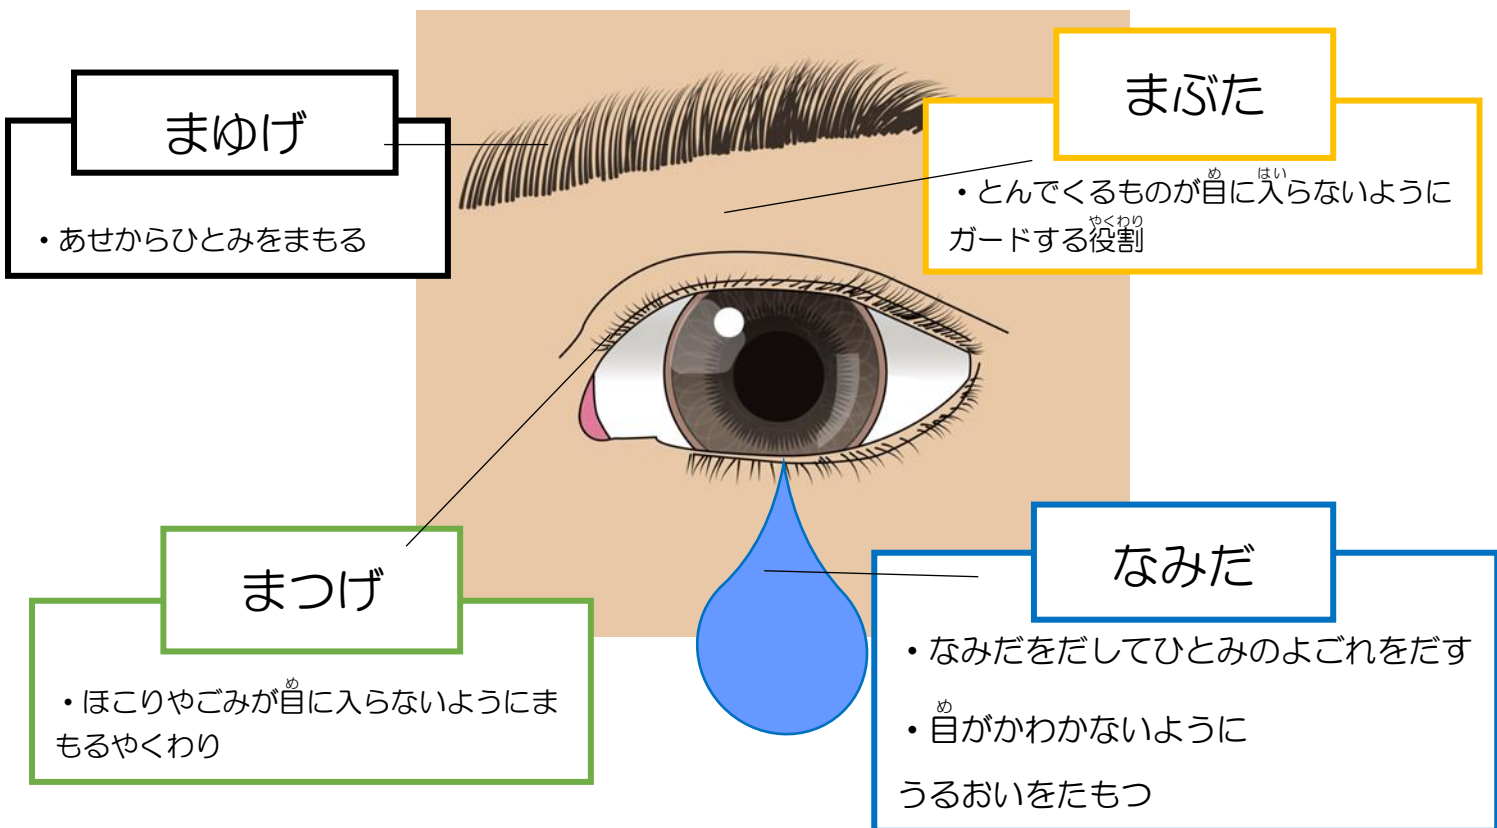 まゆげ
・あせからひとみをまもる
まぶた
・とんでくるものが目に入らないように
ガードする役割
まつげ
・ほこりやごみが目に入らないようにま
もるやくわり
なみだ
・なみだをだしてひとみのよごれをだす
・目がかわかないように
うるおいをたもつ